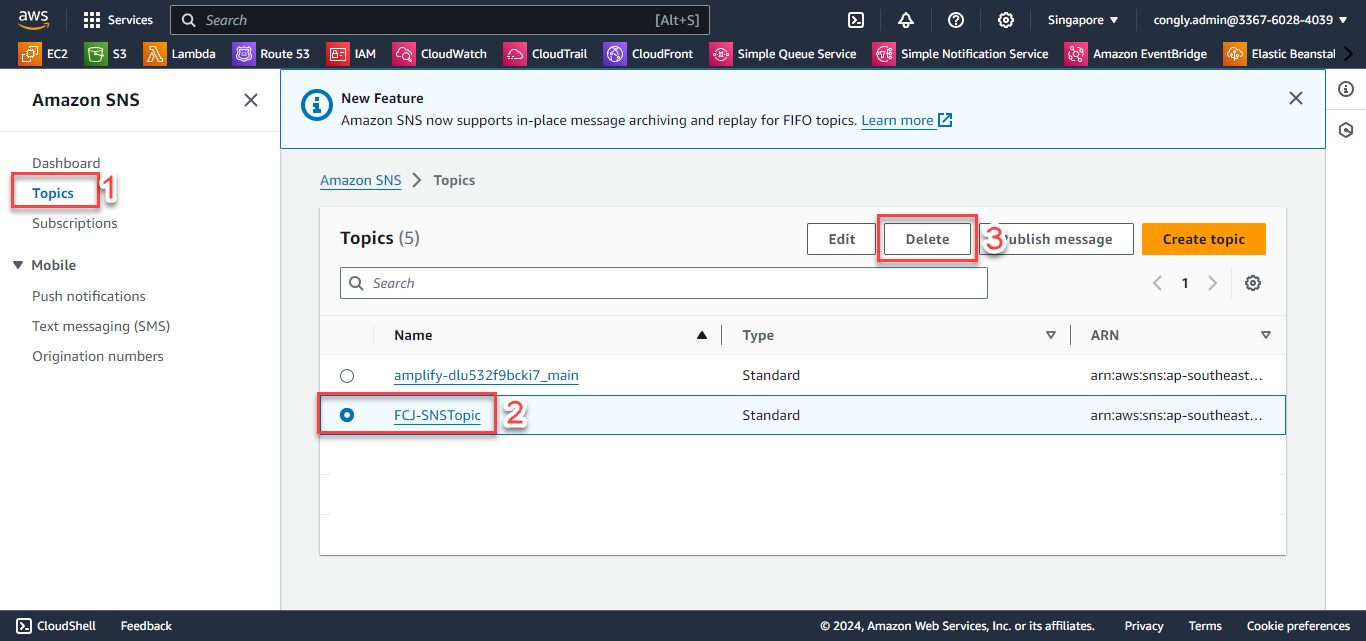 aws Services Search [Alt+S] Singapore ▼ congly.admin@3367-6028-4039 ▼
EC2 S3 Lambda Route 53 IAM CloudWatch CloudTrail CloudFront Simple Queue Service Simple Notification Service Amazon EventBridge Elastic Beanstal
Amazon SNS
New Feature
Amazon SNS now supports in-place message archiving and replay for FIFO topics. Learn more
Dashboard
Topics 1
Subscriptions
Mobile
Push notifications
Text messaging (SMS)
Origination numbers
Amazon SNS > Topics
Topics (5) Edit Delete 3 ublish message Create topic
Search 1
Name Type ARN
amplify-dlu532f9bcki7_main Standard arn:aws:sns:ap-southeast...
FCJ-SNSTopic 2 Standard arn:aws:sns:ap-southeast...
CloudShell Feedback © 2024, Amazon Web Services, Inc. or its affiliates. Privacy Terms Cookie preferences